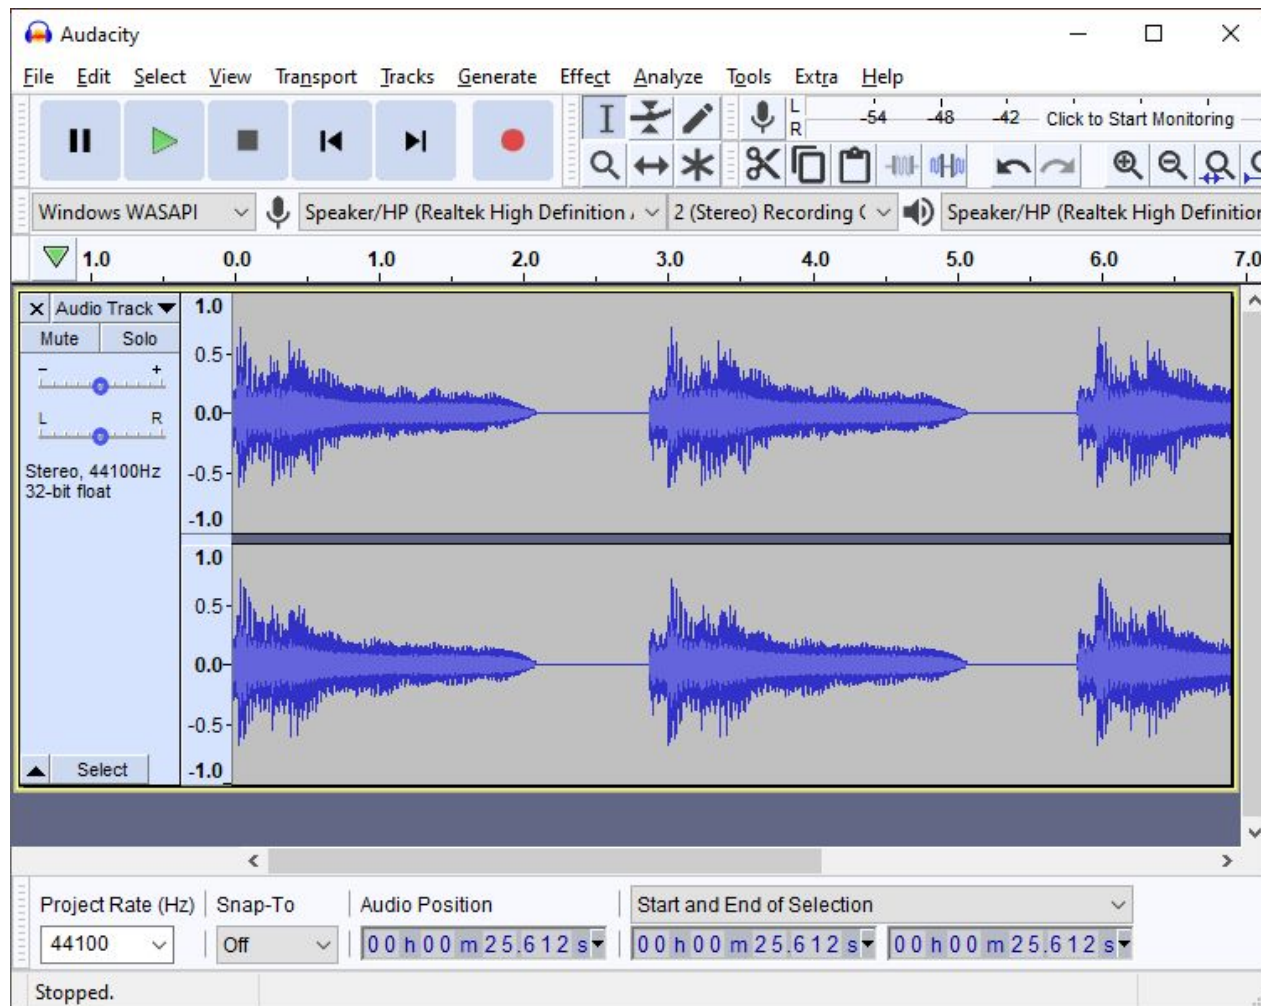 Audacity
File Edit Select View Transport Tracks Generate Effect Analyze Tools Extra Help
L
R
-54 -48 -42 Click to Start Monitoring
Windows WASAPI Speaker/HP (Realtek High Definition 2 (Stereo) Recording Speaker/HP (Realtek High Definition
1.0 0.0 1.0 2.0 3.0 4.0 5.0 6.0 7.0
X Audio Track
Mute Solo
- +
L R
Stereo, 44100Hz
32-bit float
Select
1.0
0.5
0.0
-0.5
-1.0
1.0
0.5
0.0
-0.5
-1.0
Project Rate (Hz) Snap-To Audio Position Start and End of Selection
44100 Off 00 h 00 m 25.612 s 00 h 00 m 25.612 s 00 h 00 m 25.612 s
Stopped.